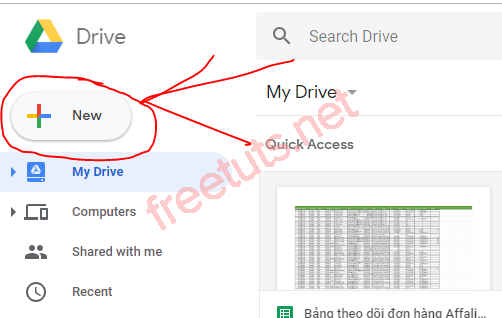 Drive
Search Drive
New
My Drive
My Drive
Quick Access
Computers
Shared with me
Recent
freetuts.net
Bảng theo dõi đơn hàng Affali...